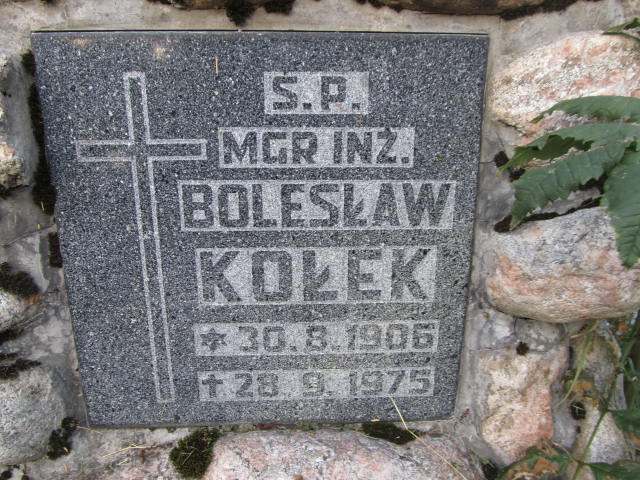 S.P.
MGR INŻ.
BOLESŁAW
KOŁEK
* 30.8.1906
✝ 28.9.1975